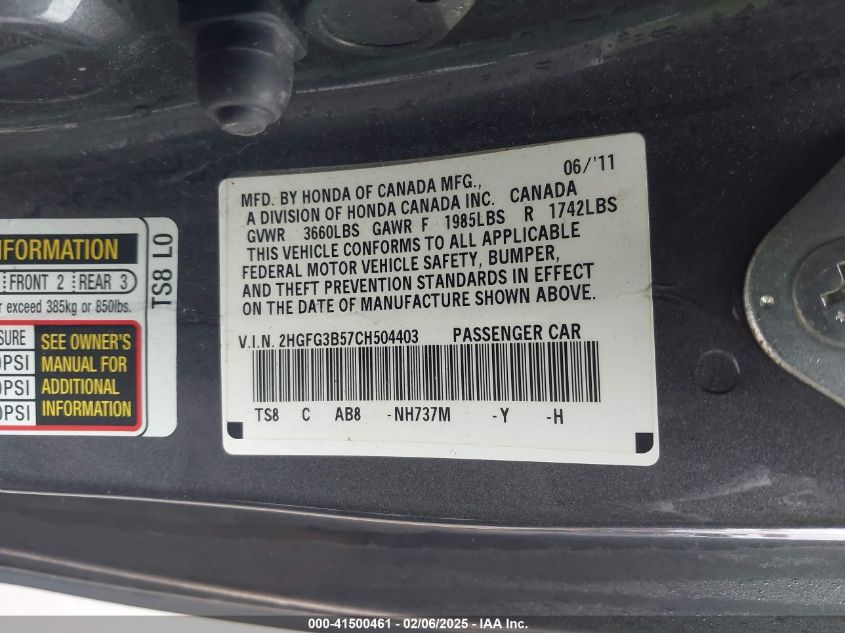 06/'11
MFD. BY HONDA OF CANADA MFG.,
A DIVISION OF HONDA CANADA INC. CANADA
GVWR 3660LBS GAWR F 1985LBS R 1742LBS
THIS VEHICLE CONFORMS TO ALL APPLICABLE
FEDERAL MOTOR VEHICLE SAFETY, BUMPER,
AND THEFT PREVENTION STANDARDS IN EFFECT
ON THE DATE OF MANUFACTURE SHOWN ABOVE.
V.I.N. 2HGFG3B57CH504403 PASSENGER CAR
TS8 C AB8 -NH737M -Y -H
FRONT 2 REAR 3
exceed 385kg or 850lbs.
PSI
PSI
PSI
SEE OWNER'S
MANUAL FOR
ADDITIONAL
INFORMATION
TS8 L0
000-41500461 - 02/06/2025 - IAA Inc.